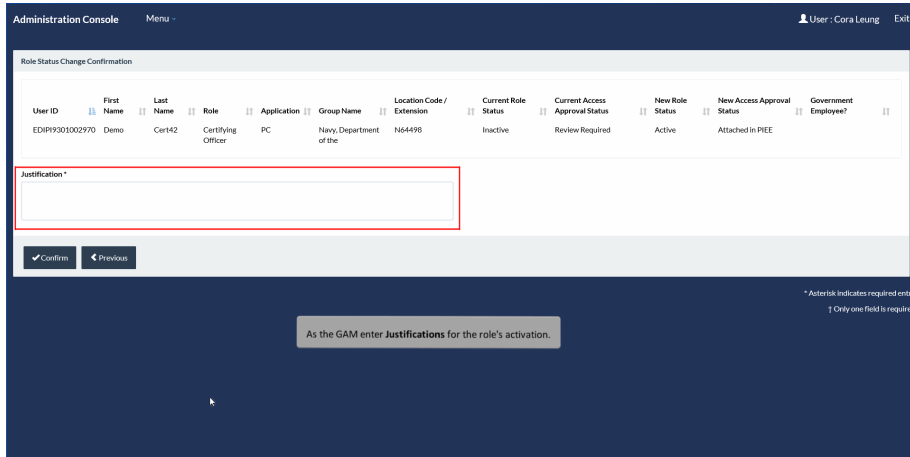 Administration Console Menu User : Cora Leung Exit
Role Status Change Confirmation
User ID First Name Last Name Role Application Group Name Location Code / Extension Current Role Status Current Access Approval Status New Role Status New Access Approval Status Government Employee?
EDIPI9301002970 Demo Cert42 Certifying Officer PC Navy, Department of the N64498 Inactive Review Required Active Attached in PIEE
Justification *
Confirm Previous
* Asterisk indicates required entr
† Only one field is require
As the GAM enter Justifications for the role's activation.